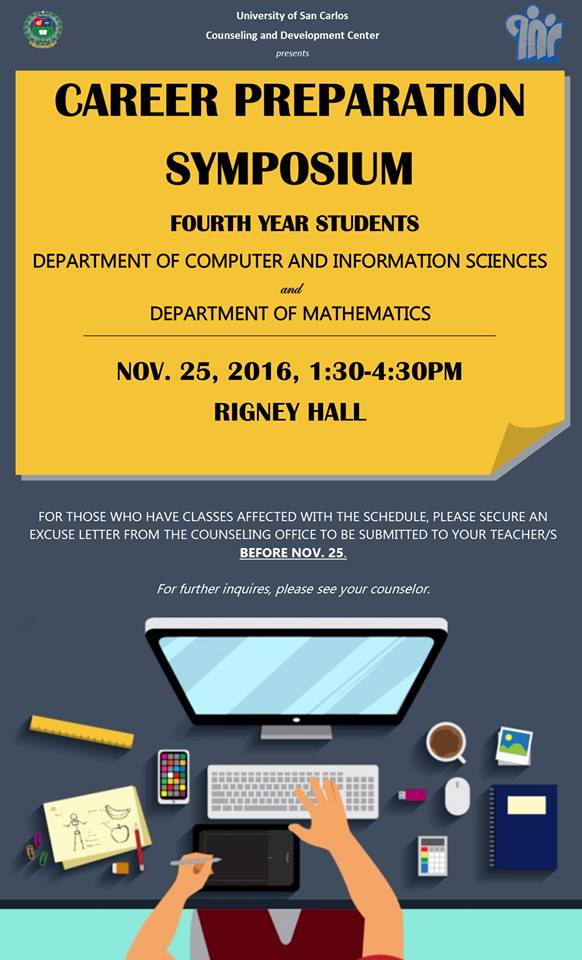 University of San Carlos
Counseling and Development Center
presents
CAREER PREPARATION
SYMPOSIUM
FOURTH YEAR STUDENTS
DEPARTMENT OF COMPUTER AND INFORMATION SCIENCES
and
DEPARTMENT OF MATHEMATICS
NOV. 25, 2016, 1:30-4:30PM
RIGNEY HALL
FOR THOSE WHO HAVE CLASSES AFFECTED WITH THE SCHEDULE, PLEASE SECURE AN
EXCUSE LETTER FROM THE COUNSELING OFFICE TO BE SUBMITTED TO YOUR TEACHER/S
BEFORE NOV. 25.
For further inquires, please see your counselor.